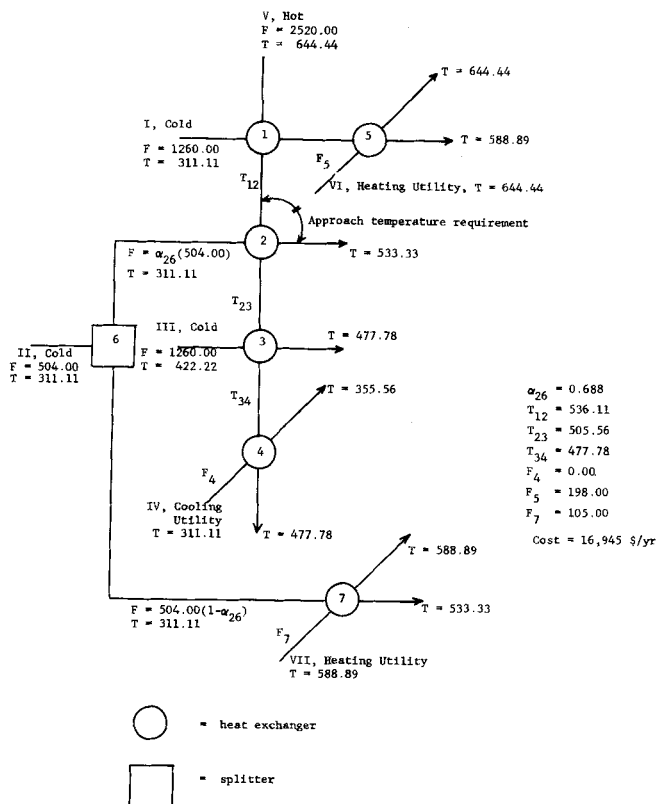 V, Hot
F = 2520.00
T = 644.44
T = 644.44
I, Cold
1
5
T = 588.89
F = 1260.00
T = 311.11
F5
T12
VI, Heating Utility, T = 644.44
Approach temperature requirement
2
F = α26(504.00)
T = 311.11
T = 533.33
T23
III, Cold
6
3
T = 477.78
II, Cold
F = 504.00
T = 311.11
F = 1260.00
T = 422.22
T34
T = 355.56
4
F4
IV, Cooling
Utility
T = 311.11
T = 477.78
α26 = 0.688
T12 = 536.11
T23 = 505.56
T34 = 477.78
F4 = 0.00
F5 = 198.00
F7 = 105.00
Cost = 16,945 $/yr
T = 588.89
7
T = 533.33
F = 504.00(1-α26)
T = 311.11
F7
VII, Heating Utility
T = 588.89
= heat exchanger
= splitter